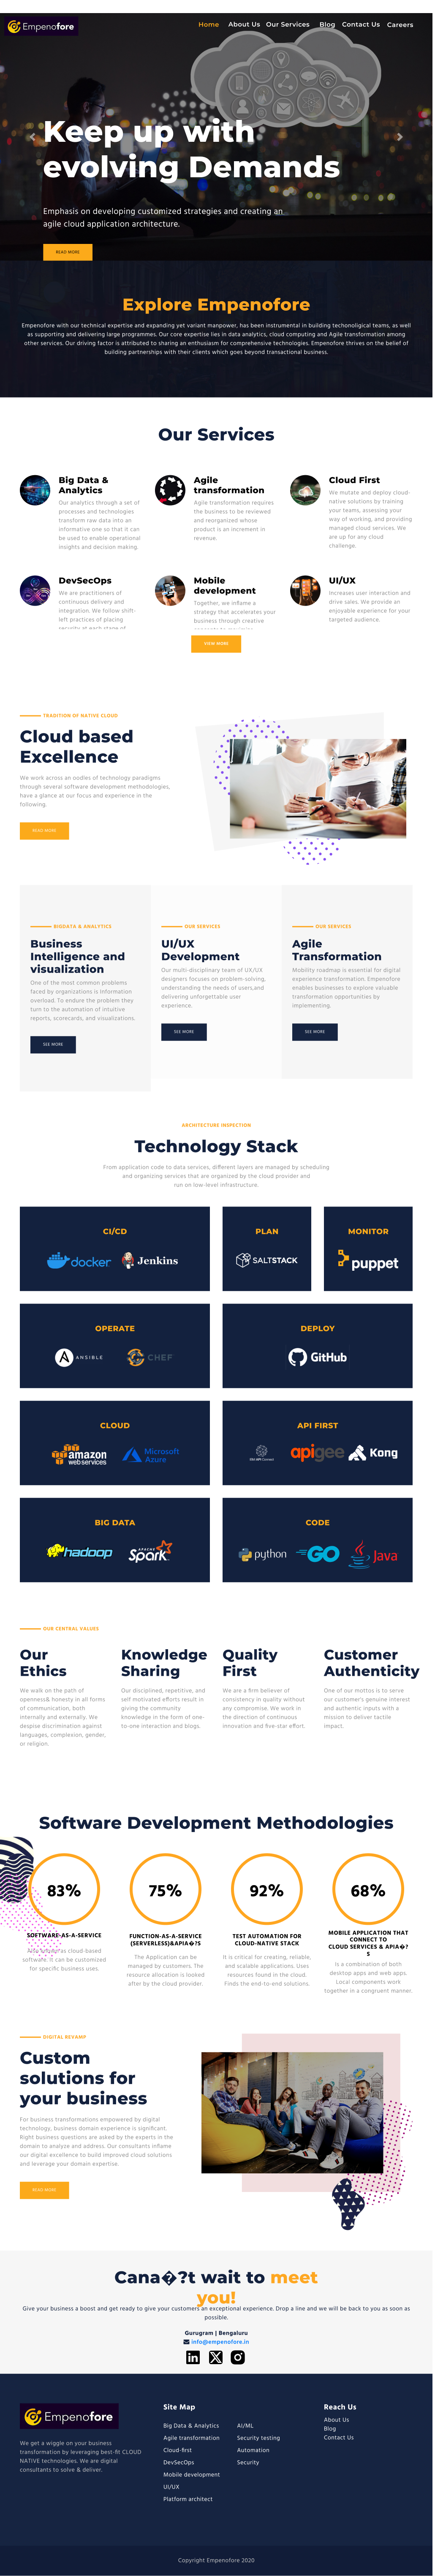 Empenofore
Home About Us Our Services Blog Contact Us Careers
Keep up with
evolving Demands
Emphasis on developing customized strategies and creating an
agile cloud application architecture.
READ MORE
Explore Empenofore
Empenofore with our technical expertise and expanding yet variant manpower, has been instrumental in building techonoligical teams, as well
as supporting and delivering large programmes. Our core expertise lies in data analytics, cloud computing and Agile transformation among
other services. Our driving factor is attributed to sharing an enthusiasm for comprehensive technologies. Empenofore thrives on the belief of
building partnerships with their clients which goes beyond transactional business.
Our Services
Big Data &
Analytics
Our analytics through a set of
processes and technologies
transform raw data into an
informative one so that it can
be used to enable operational
insights and decision making.
Agile
transformation
Agile transformation requires
the business to be reviewed
and reorganized whose
product is an increment in
revenue.
Cloud First
We mutate and deploy cloud-
native solutions by training
your teams, assessing your
way of working, and providing
managed cloud services. We
are up for any cloud
challenge.
DevSecOps
We are practitioners of
continuous delivery and
integration. We follow shift-
left practices of placing
security at each stage of
Mobile
development
Together, we inflame a
strategy that accelerates your
business through creative
UI/UX
Increases user interaction and
drive sales. We provide an
enjoyable experience for your
targeted audience.
VIEW MORE
TRADITION OF NATIVE CLOUD
Cloud based
Excellence
We work across an oodles of technology paradigms
through several software development methodologies,
have a glance at our focus and experience in the
following.
READ MORE
BIGDATA & ANALYTICS
Business
Intelligence and
visualization
One of the most common problems
faced by organizations is Information
overload. To endure the problem they
turn to the automation of intuitive
reports, scorecards, and visualizations.
SEE MORE
OUR SERVICES
UI/UX
Development
Our multi-disciplinary team of UX/UX
designers focuses on problem-solving,
understanding the needs of users,and
delivering unforgettable user
experience.
SEE MORE
OUR SERVICES
Agile
Transformation
Mobility roadmap is essential for digital
experience transformation. Empenofore
enables businesses to explore valuable
transformation opportunities by
implementing.
SEE MORE
ARCHITECTURE INSPECTION
Technology Stack
From application code to data services, different layers are managed by scheduling
and organizing services that are organized by the cloud provider and
run on low-level infrastructure.
CI/CD
docker Jenkins
PLAN
SALTSTACK
MONITOR
puppet
OPERATE
ANSIBLE CHEF
DEPLOY
GitHub
CLOUD
amazon
web services
Microsoft
Azure
API FIRST
apigee Kong
BIG DATA
hadoop
APACHE
Spark
CODE
python GO Java
OUR CENTRAL VALUES
Our
Ethics
We walk on the path of
openness& honesty in all forms
of communication, both
internally and externally. We
despise discrimination against
languages, complexion, gender,
or religion.
Knowledge
Sharing
Our disciplined, repetitive, and
self motivated efforts result in
giving the community
knowledge in the form of one-
to-one interaction and blogs.
Quality
First
We are a firm believer of
consistency in quality without
any compromise. We work in
the direction of continuous
innovation and five-star effort.
Customer
Authenticity
One of our mottos is to serve
our customer's genuine interest
and authentic inputs with a
mission to deliver tactile
impact.
Software Development Methodologies
83%
SOFTWARE-AS-A-SERVICE
cloud-based
software. It can be customized
for specific business uses.
75%
FUNCTION-AS-A-SERVICE
(SERVERLESS)&APIA�?S
The Application can be
managed by customers. The
resource allocation is looked
after by the cloud provider.
92%
TEST AUTOMATION FOR
CLOUD-NATIVE STACK
It is critical for creating, reliable,
and scalable applications. Uses
resources found in the cloud.
Finds the end-to-end solutions.
68%
MOBILE APPLICATION THAT
CONNECT TO
CLOUD SERVICES & APIA�?
S
Is a combination of both
desktop apps and web apps.
Local components work
together in a congruent manner.
DIGITAL REVAMP
Custom
solutions for
your business
For business transformations empowered by digital
technology, business domain experience is significant.
Right business questions are asked by the experts in the
domain to analyze and address. Our consultants inflame
our digital excellence to build improved cloud solutions
and leverage your domain expertise.
READ MORE
Cana�?t wait to meet
you!
Give your business a boost and get ready to give your customers an exceptional experience. Drop a line and we will be back to you as soon as
possible.
Gurugram | Bengaluru
info@empenofore.in
Empenofore
We get a wiggle on your business
transformation by leveraging best-fit CLOUD
NATIVE technologies. We are digital
consultants to solve & deliver.
Site Map
Big Data & Analytics
Agile transformation
Cloud-first
DevSecOps
Mobile development
UI/UX
Platform architect
AI/ML
Security testing
Automation
Security
Reach Us
About Us
Blog
Contact Us
Copyright Empenofore 2020